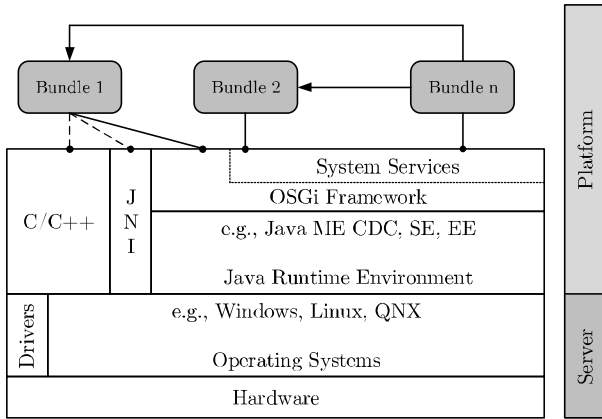 Bundle 1
Bundle 2
Bundle n
System Services
OSGi Framework
C/C++
J
N
I
e.g., Java ME CDC, SE, EE
Java Runtime Environment
Drivers
e.g., Windows, Linux, QNX
Operating Systems
Hardware
Platform
Server